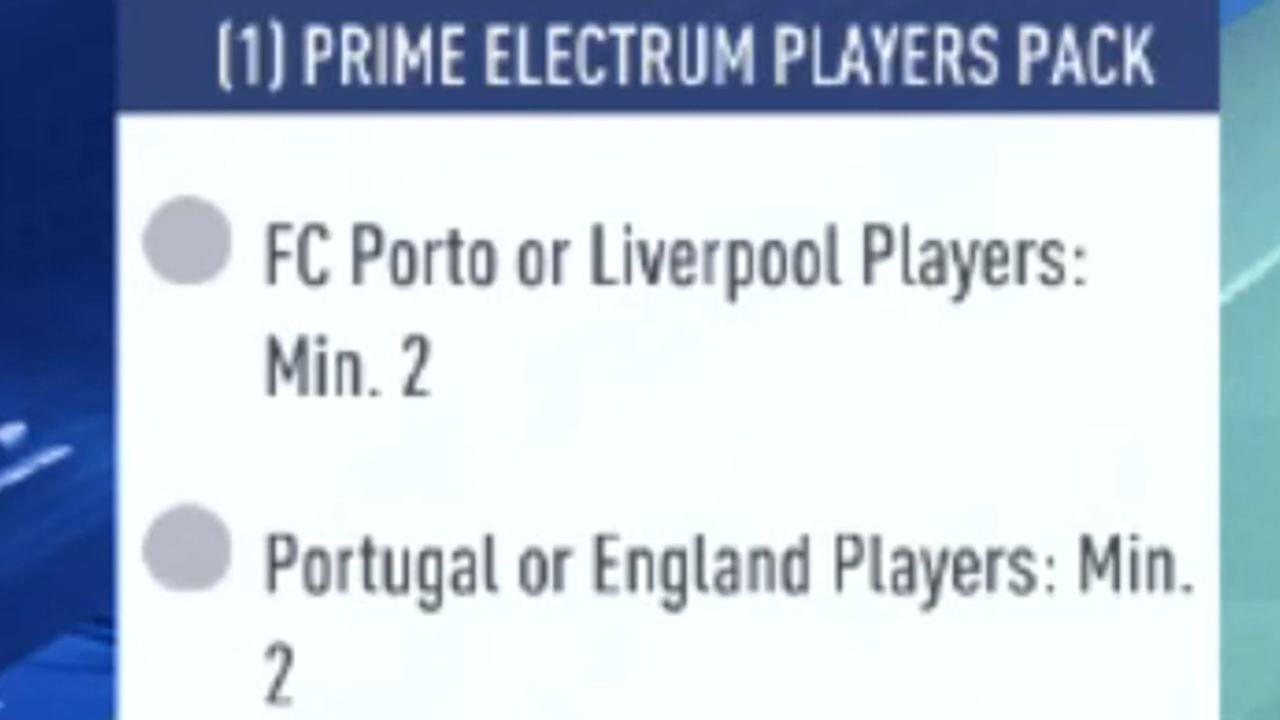 (1) PRIME ELECTRUM PLAYERS PACK
FC Porto or Liverpool Players:
Min. 2
Portugal or England Players: Min.
2